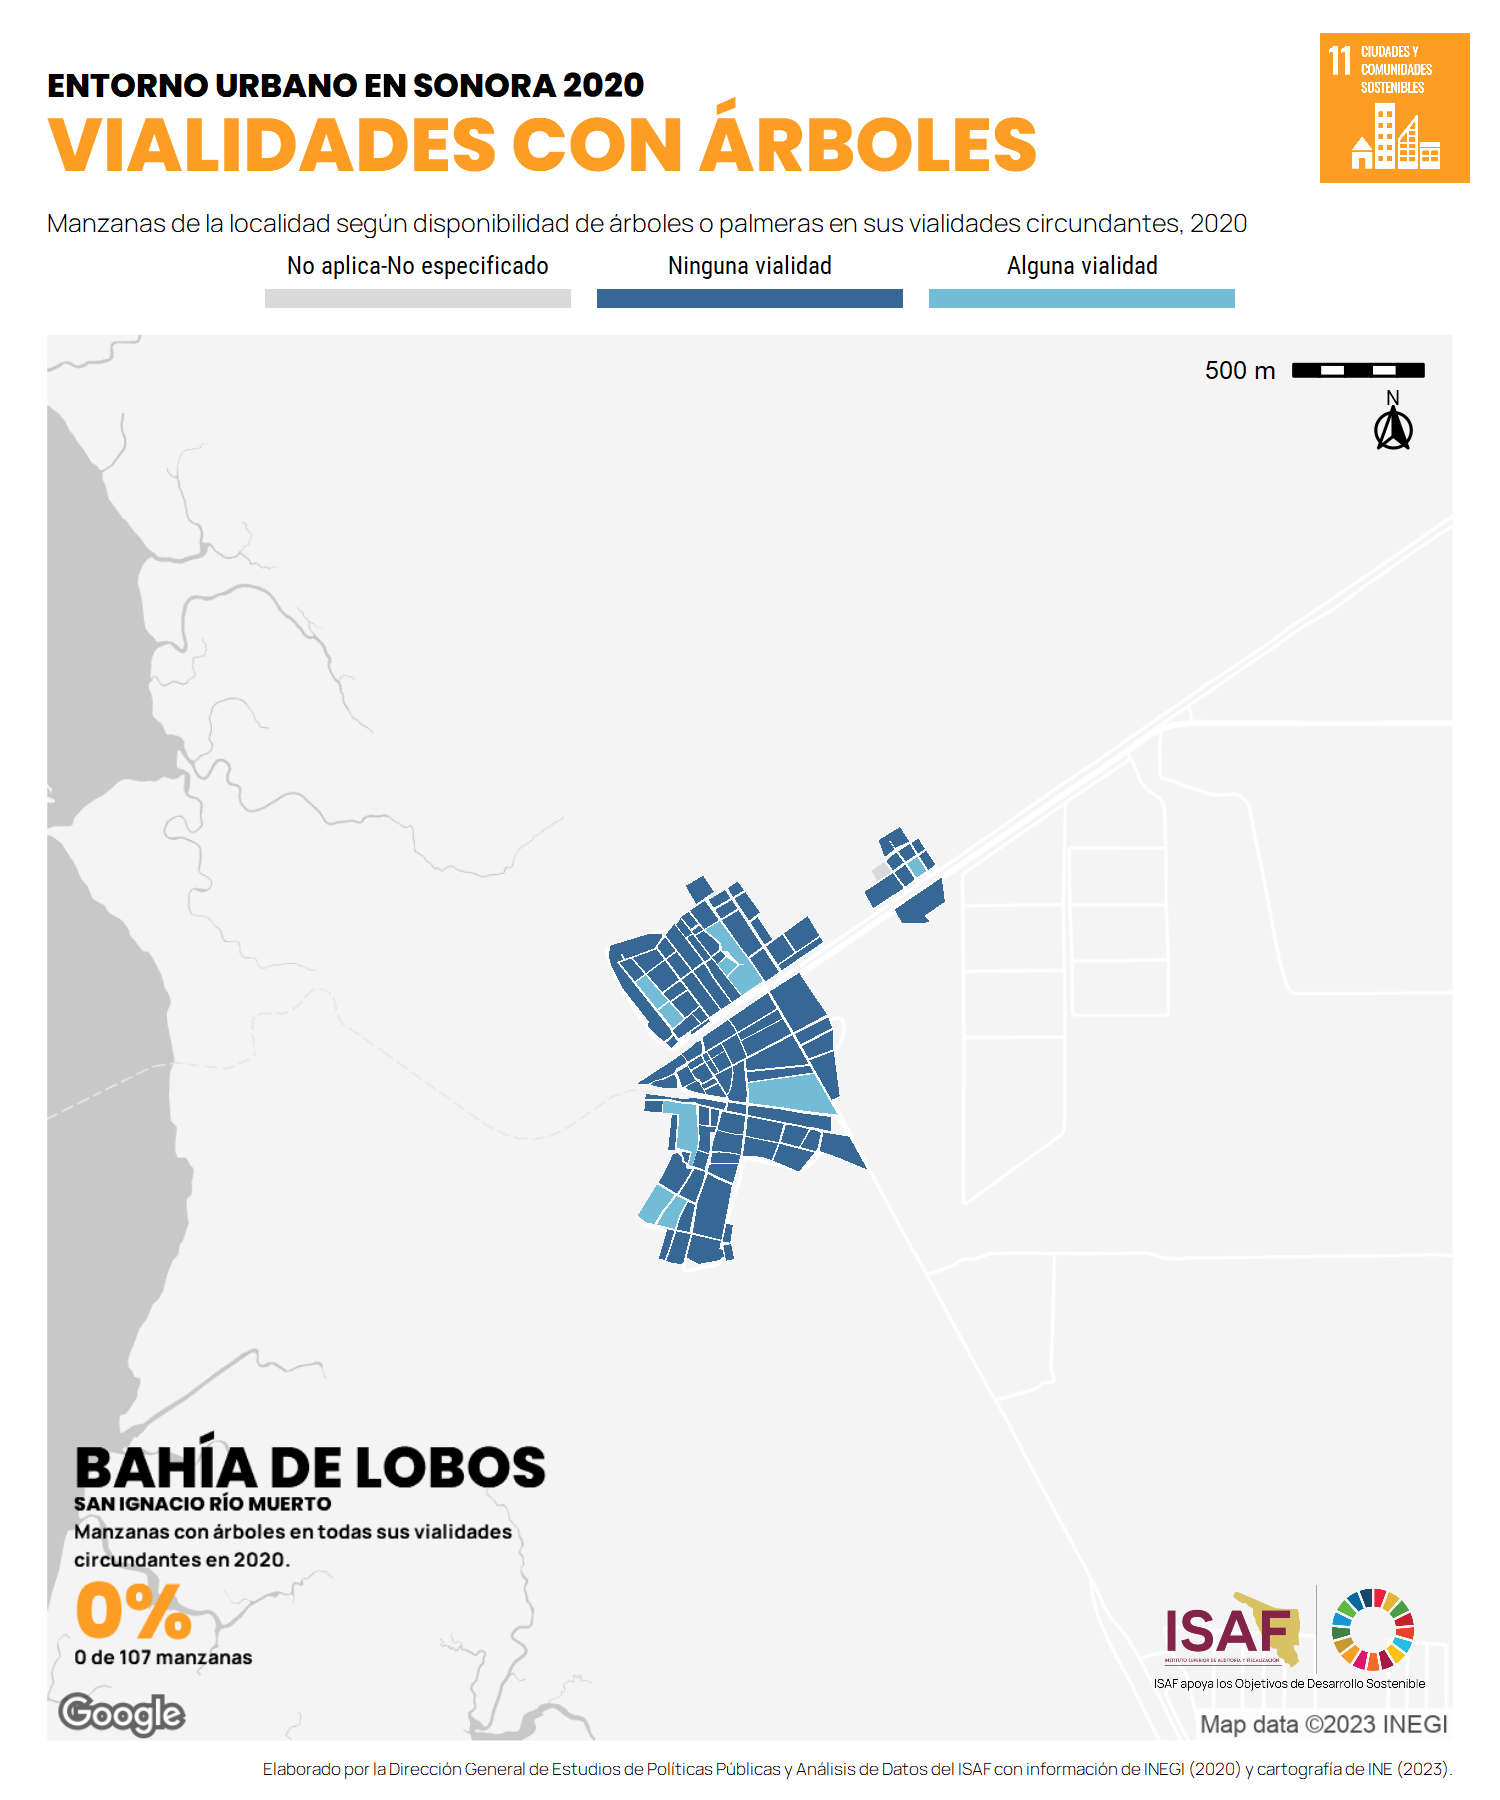 ENTORNO URBANO EN SONORA 2020
VIALIDADES CON ÁRBOLES
11 CIUDADES Y
COMUNIDADES
SOSTENIBLES
Manzanas de la localidad según disponibilidad de árboles o palmeras en sus vialidades circundantes, 2020
No aplica-No especificado Ninguna vialidad Alguna vialidad
500 m
N
BAHÍA DE LOBOS
SAN IGNACIO RÍO MUERTO
Manzanas con árboles en todas sus vialidades
circundantes en 2020.
0%
0 de 107 manzanas
Google
ISAF
INSTITUTO SUPERIOR DE AUDITORÍA Y FISCALIZACIÓN
ISAF apoya los Objetivos de Desarrollo Sostenible
Map data ©2023 INEGI
Elaborado por la Dirección General de Estudios de Políticas Públicas y Análisis de Datos del ISAF con información de INEGI (2020) y cartografía de INE (2023).